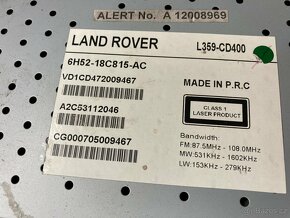 ALERT No. A 12008969
LAND ROVER L359-CD400
6H52-18C815-AC
VD1CD472009467
MADE IN P.R.C
A2C53112046
CLASS 1
LASER PRODUCT
CG000705009467
Bandwidth:
FM:87.5MHz - 108.0MHz
MW:531KHz - 1602KHz
LW:153KHz - 279KHz